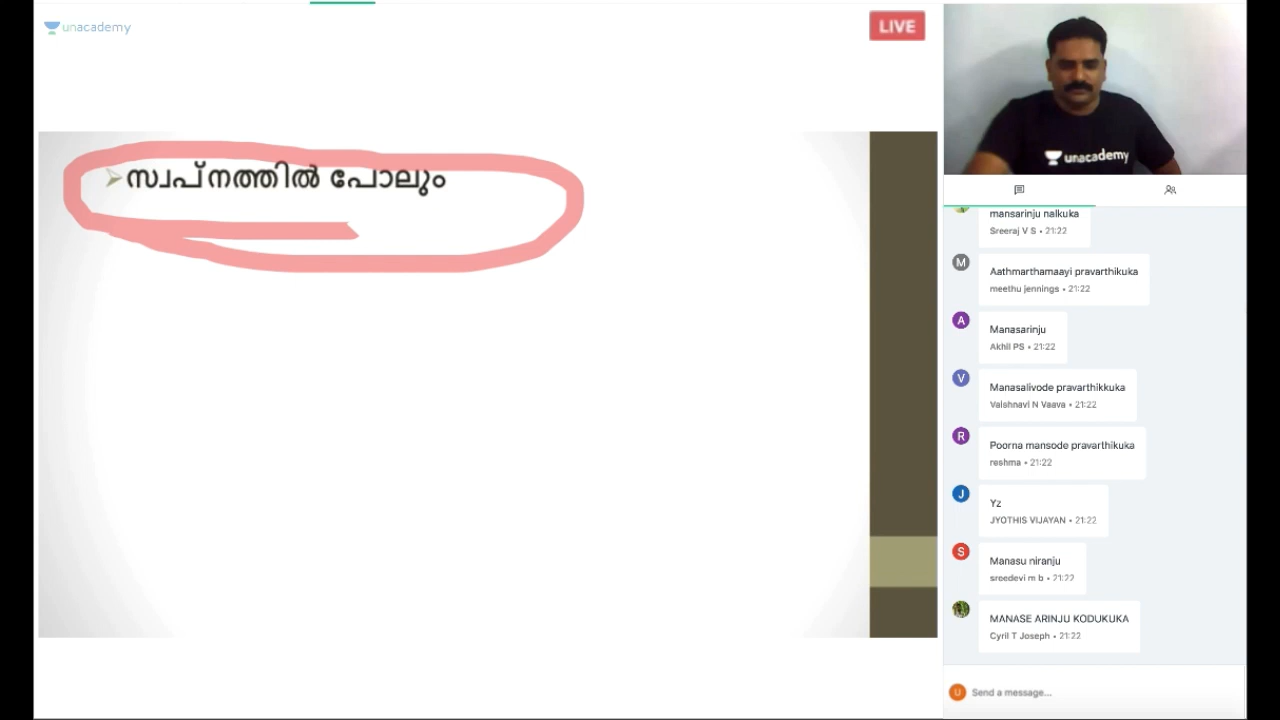 unacademy
LIVE
സ്വപ്നത്തിൽ പോലും
unacademy
mansarinju nalkuka
Sreeraj V S • 21:22
M
Aathmarthamaayi pravarthikuka
meethu jennings • 21:22
A
Manasarinju
Akhil PS • 21:22
V
Manasalivode pravarthikkuka
Vaishnavi N Vaava • 21:22
R
Poorna mansode pravarthikuka
reshma • 21:22
J
Yz
JYOTHIS VIJAYAN • 21:22
S
Manasu niranju
sreedevi m b • 21:22
MANASE ARINJU KODUKUKA
Cyril T Joseph • 21:22
U
Send a message...